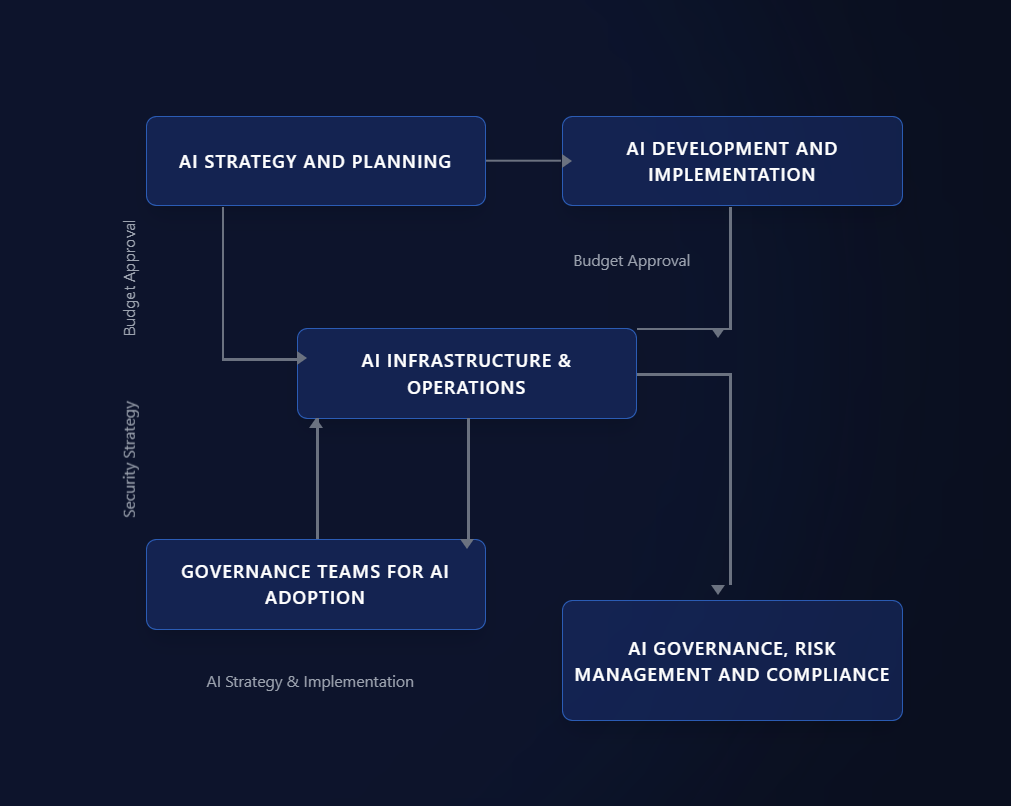 AI STRATEGY AND PLANNING
AI DEVELOPMENT AND
IMPLEMENTATION
Budget Approval
Budget Approval
AI INFRASTRUCTURE &
OPERATIONS
Security Strategy
GOVERNANCE TEAMS FOR AI
ADOPTION
AI GOVERNANCE, RISK
MANAGEMENT AND COMPLIANCE
AI Strategy & Implementation